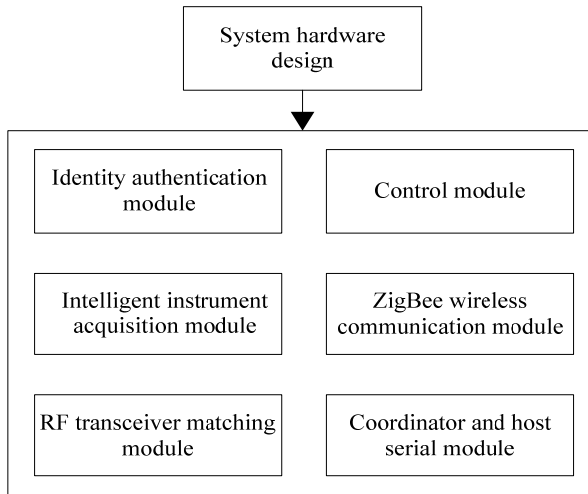 System hardware
design
Identity authentication
module
Control module
Intelligent instrument
acquisition module
ZigBee wireless
communication module
RF transceiver matching
module
Coordinator and host
serial module